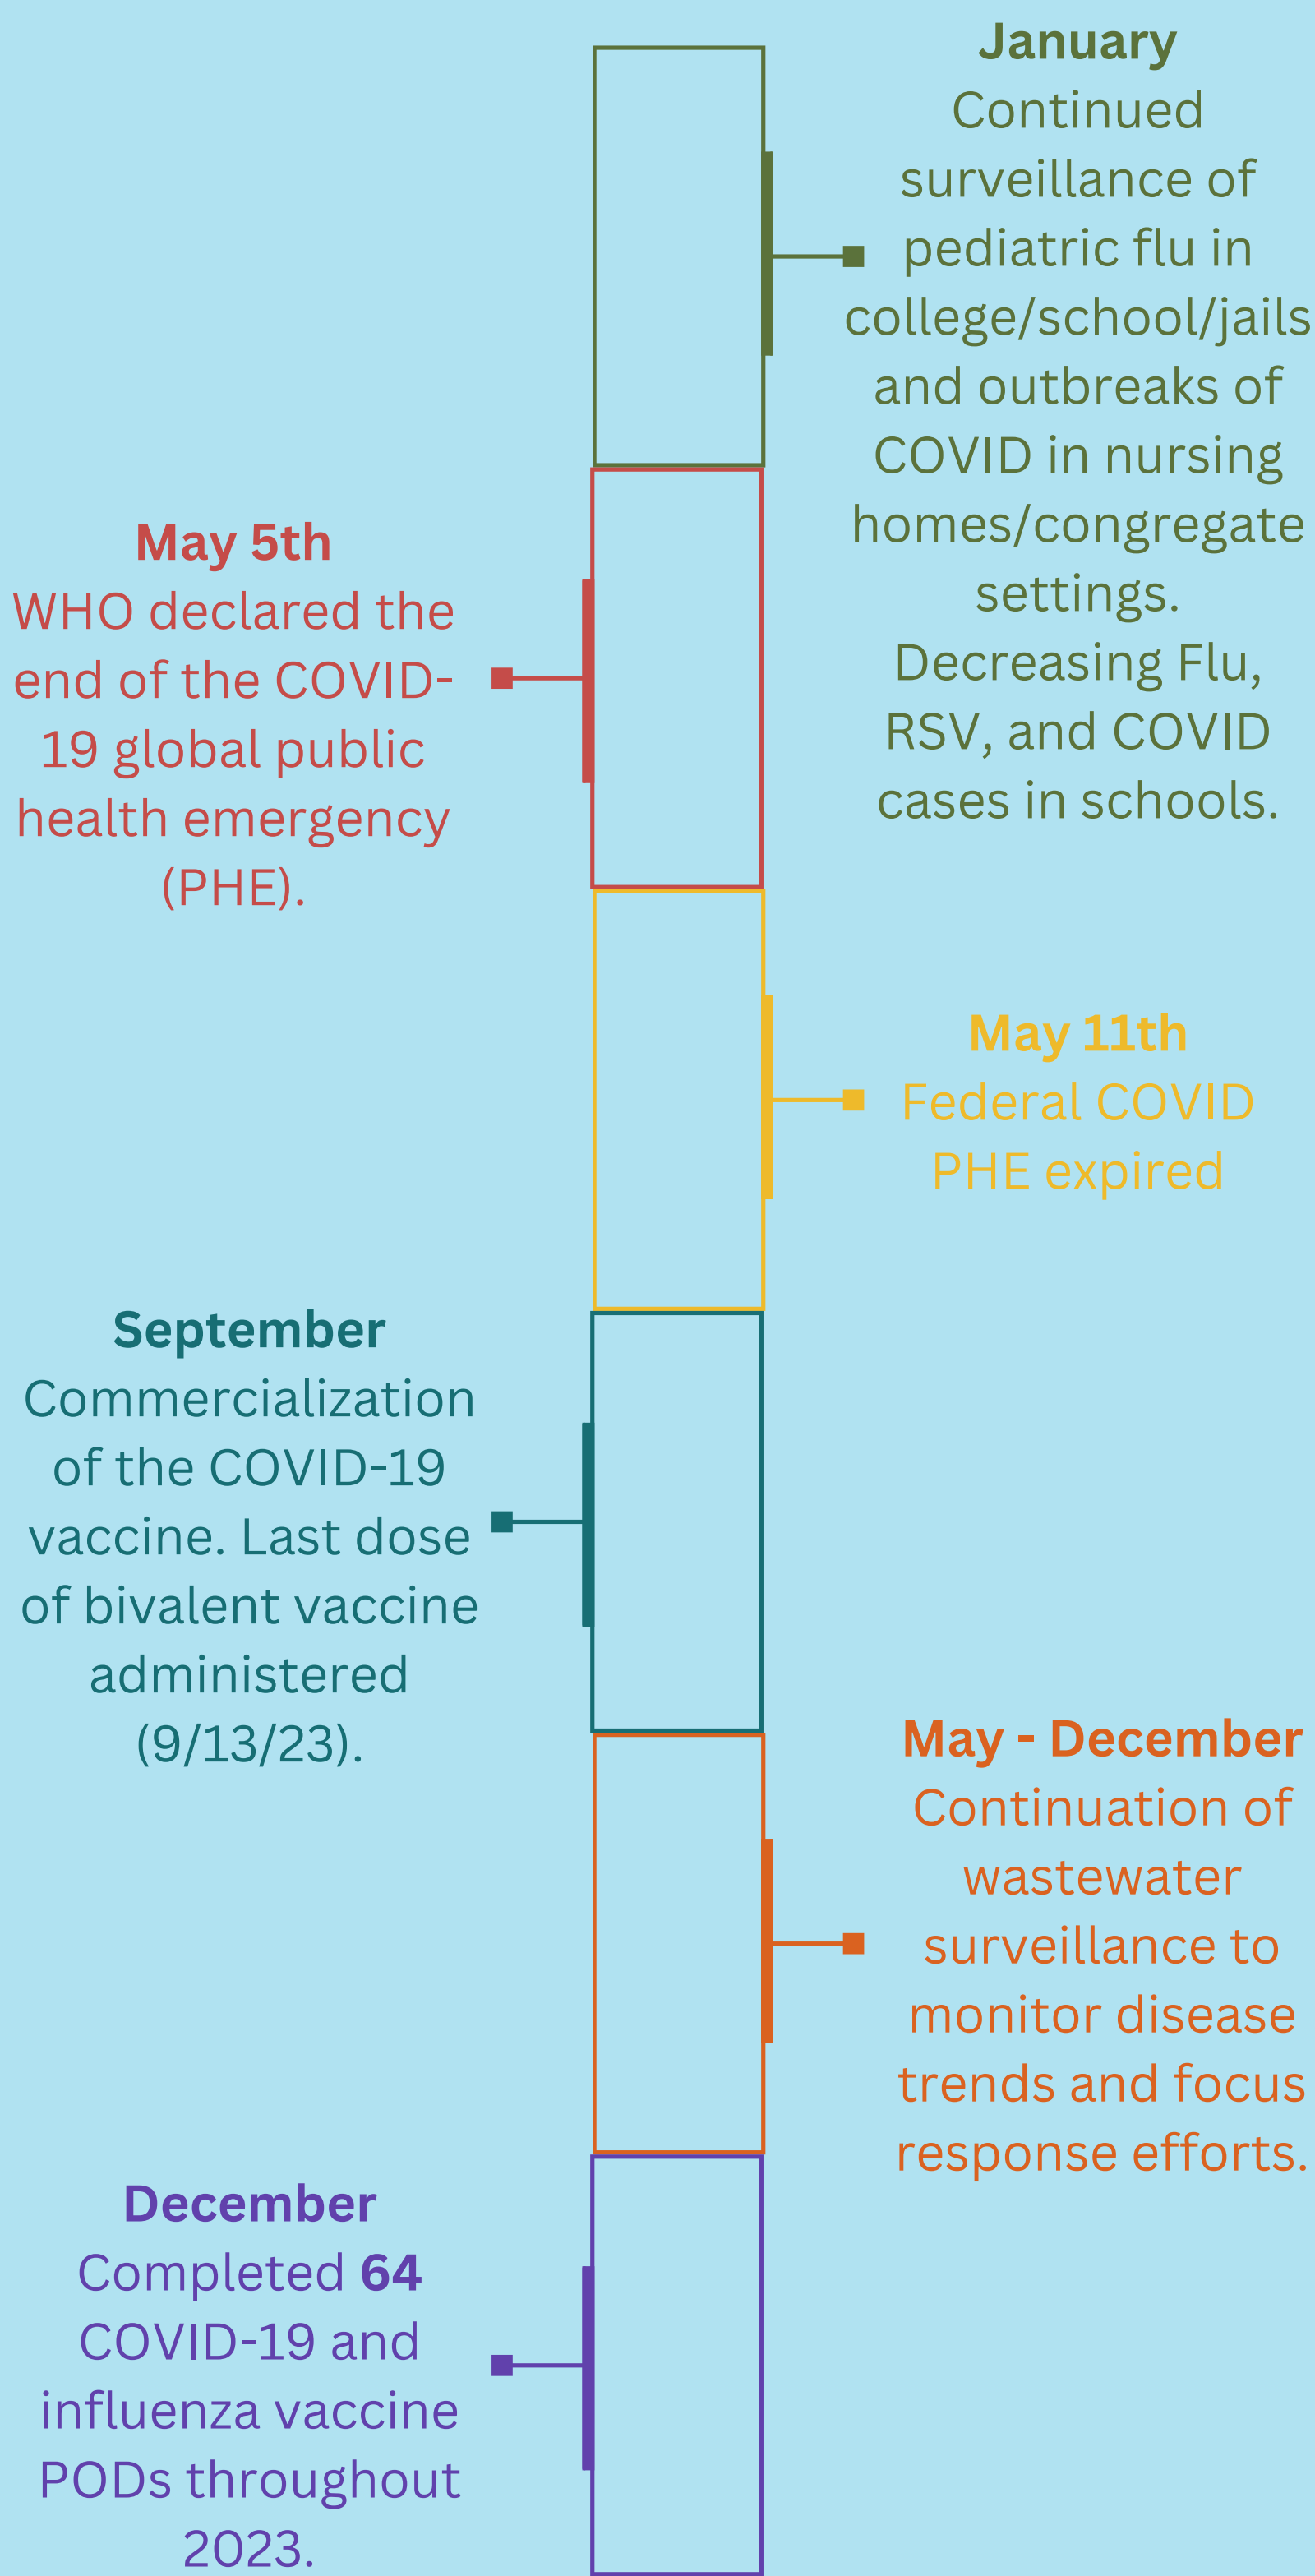 January
Continued
surveillance of
pediatric flu in
college/school/jails
and outbreaks of
COVID in nursing
homes/congregate
settings.
Decreasing Flu,
RSV, and COVID
cases in schools.
May 5th
WHO declared the
end of the COVID-
19 global public
health emergency
(PHE).
May 11th
Federal COVID
PHE expired
September
Commercialization
of the COVID-19
vaccine. Last dose
of bivalent vaccine
administered
(9/13/23).
May - December
Continuation of
wastewater
surveillance to
monitor disease
trends and focus
response efforts.
December
Completed 64
COVID-19 and
influenza vaccine
PODs throughout
2023.